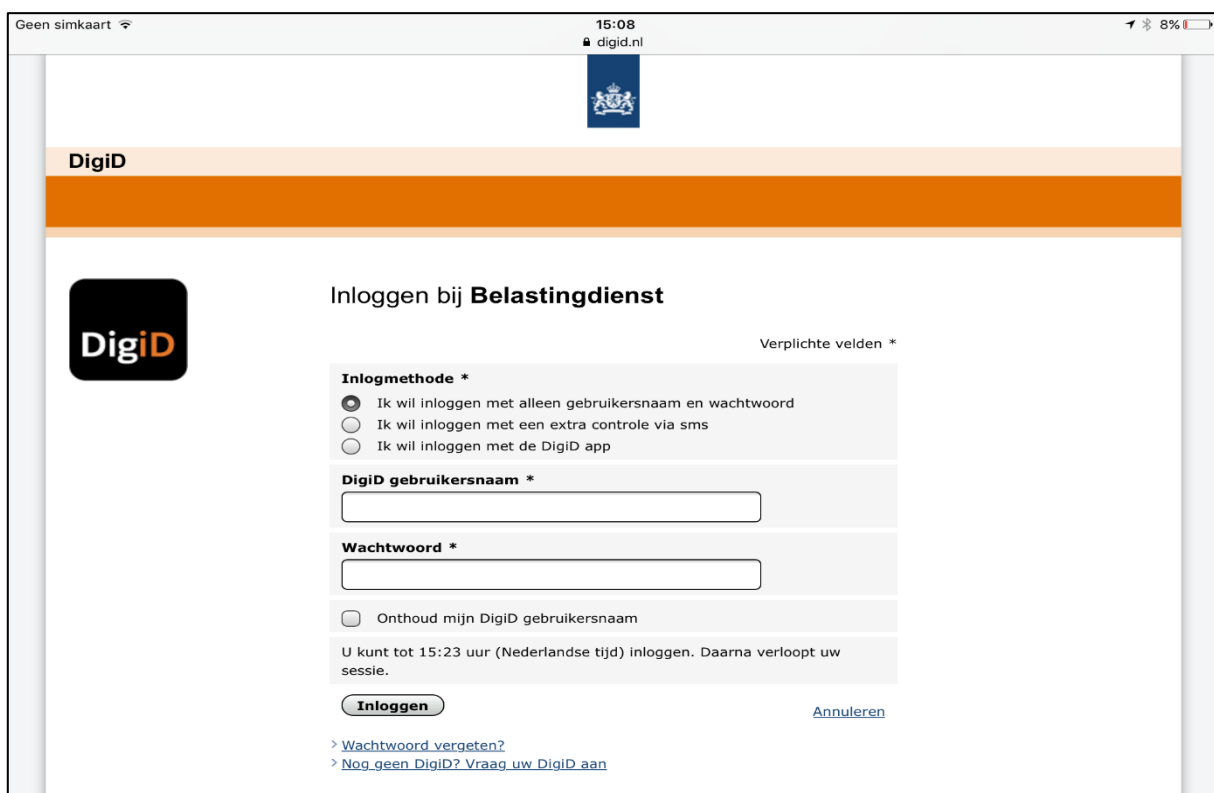 Geen simkaart 15:08 8%
digid.nl
DigiD
DigiD
Inloggen bij Belastingdienst
Verplichte velden *
Inlogmethode *
Ik wil inloggen met alleen gebruikersnaam en wachtwoord
Ik wil inloggen met een extra controle via sms
Ik wil inloggen met de DigiD app
DigiD gebruikersnaam *
Wachtwoord *
Onthoud mijn DigiD gebruikersnaam
U kunt tot 15:23 uur (Nederlandse tijd) inloggen. Daarna verloopt uw
sessie.
Inloggen Annuleren
> Wachtwoord vergeten?
> Nog geen DigiD? Vraag uw DigiD aan